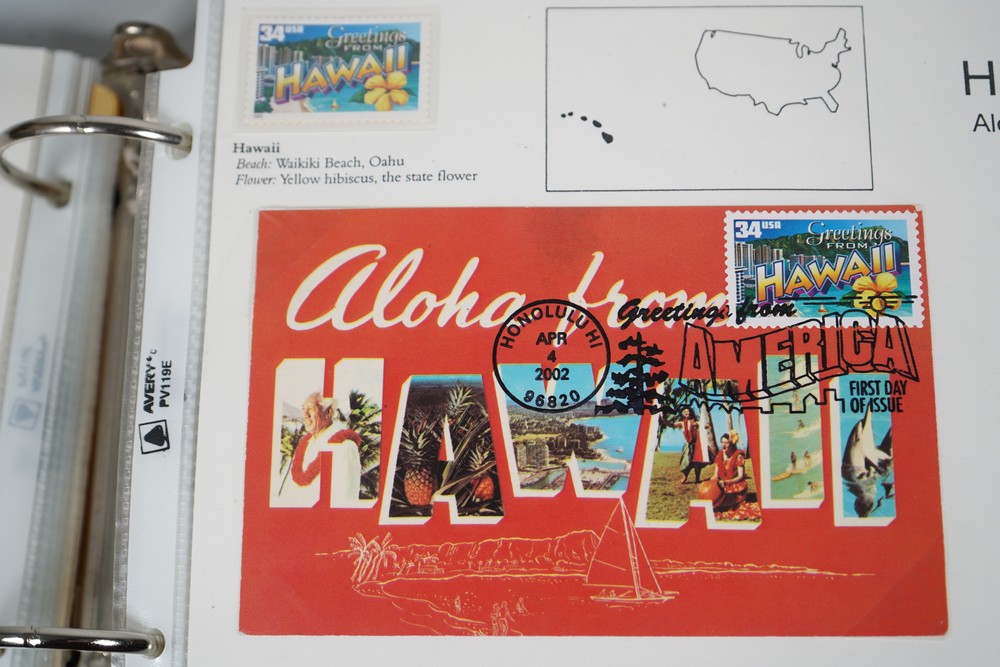 34 USA
Greetings
FROM
HAWAII
Hawaii
Beach: Waikiki Beach, Oahu
Flower: Yellow hibiscus, the state flower
H
Al
Aloha from
HAWAII
34 USA
Greetings
FROM
HAWAII
HONOLULU HI
APR
4
2002
96820
Greetings from
AMERICA
FIRST DAY
OF ISSUE
AVERY
PV119E